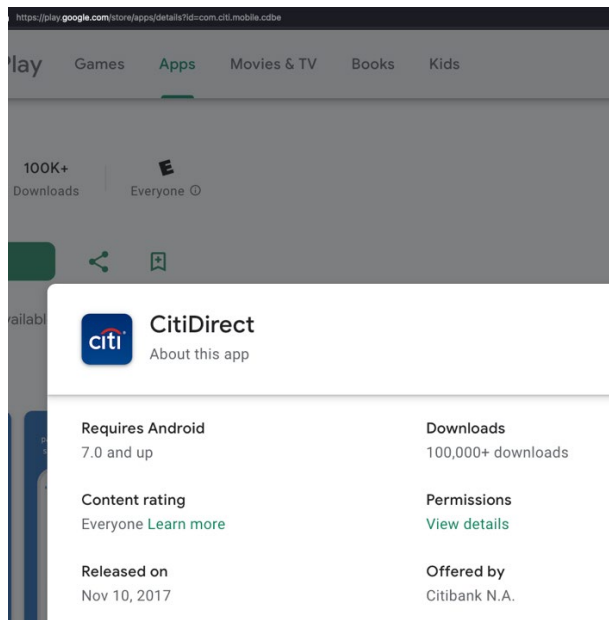 https://play.google.com/store/apps/details?id=com.citi.mobile.cdbe
Play Games Apps Movies & TV Books Kids
100K+
Downloads
E
Everyone
CitiDirect
citi
About this app
Requires Android
7.0 and up
Downloads
100,000+ downloads
Content rating
Everyone Learn more
Permissions
View details
Released on
Nov 10, 2017
Offered by
Citibank N.A.